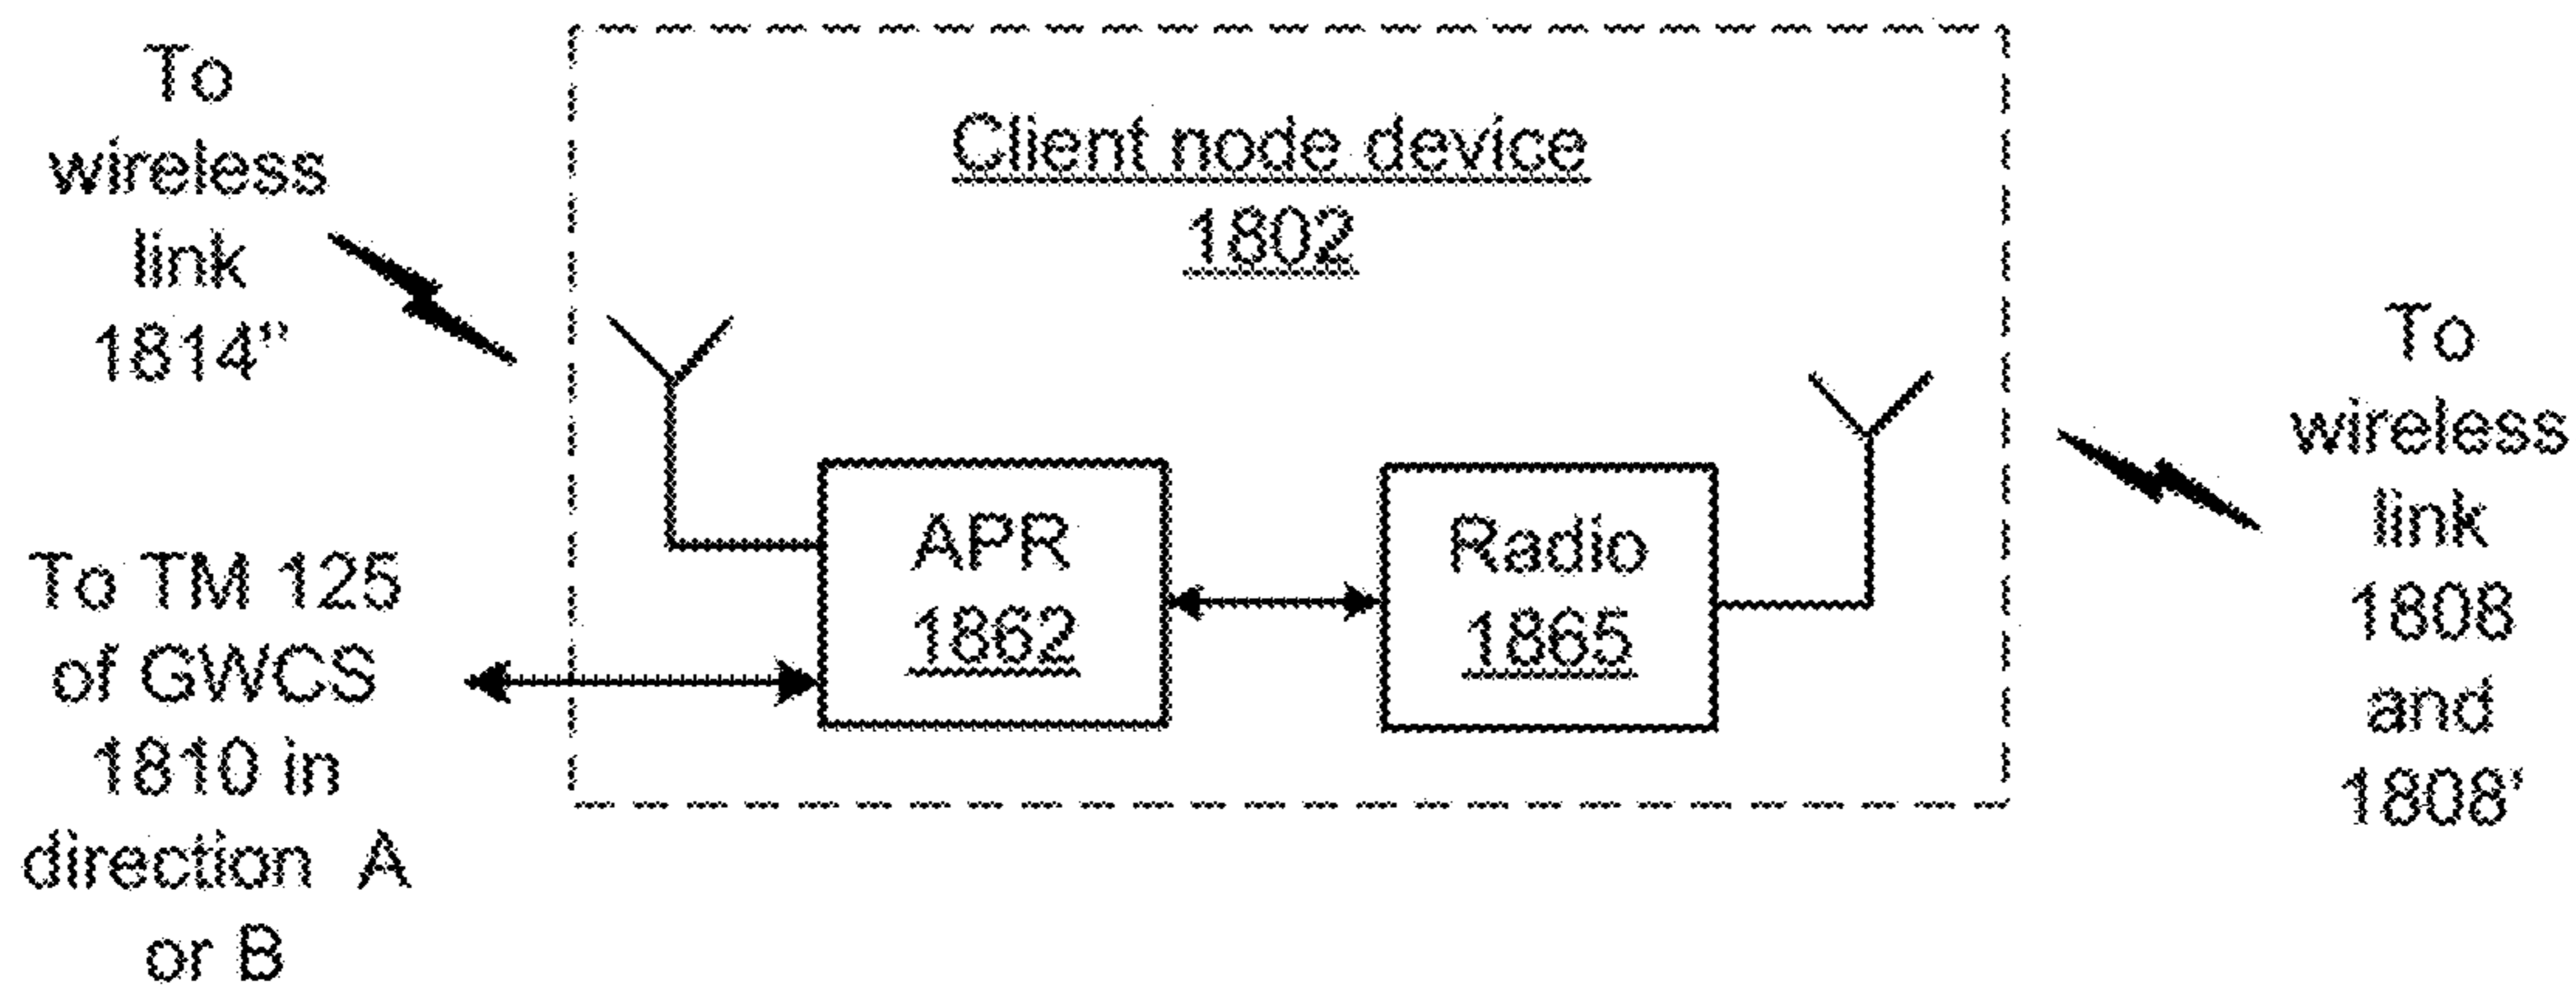 To
wireless
link
1814"
To TM 125
of GWCS
1810 in
direction A
or B
Client node device
1802
APR
1862
Radio
1865
To
wireless
link
1808
and
1808'